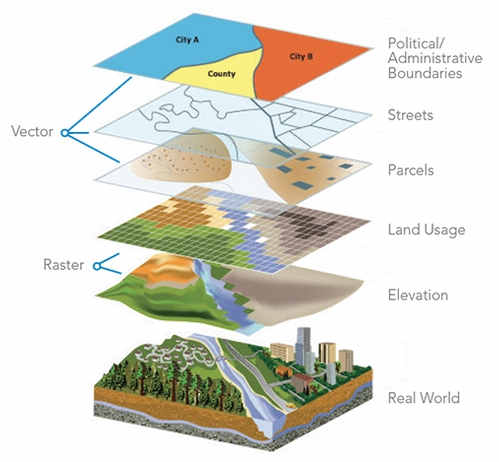 City A
City B
County
Political/
Administrative
Boundaries
Streets
Vector
Parcels
Land Usage
Raster
Elevation
Real World